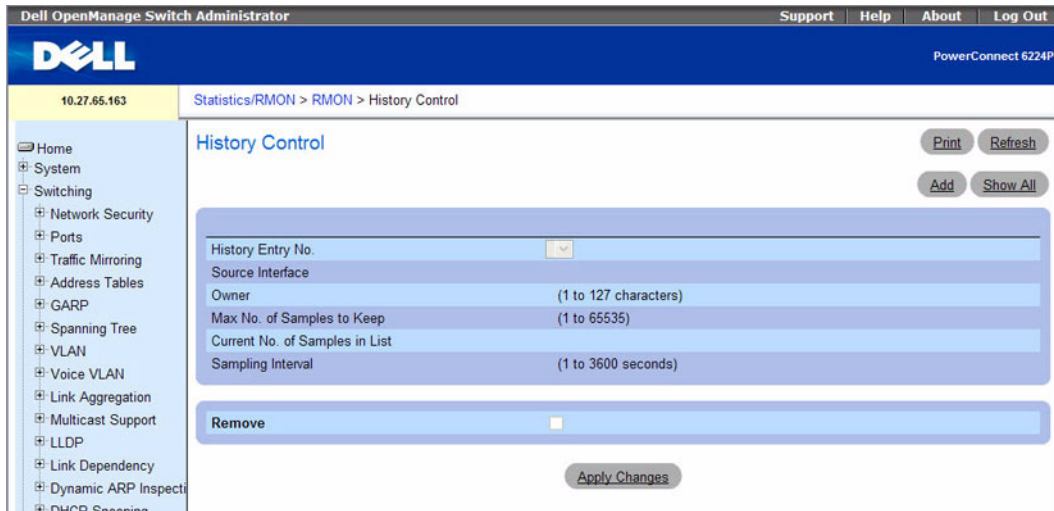 Dell OpenManage Switch Administrator
Support Help About Log Out
DELL
PowerConnect 6224P
10.27.65.163
Statistics/RMON > RMON > History Control
Home
System
Switching
Network Security
Ports
Traffic Mirroring
Address Tables
GARP
Spanning Tree
VLAN
Voice VLAN
Link Aggregation
Multicast Support
LLDP
Link Dependency
Dynamic ARP Inspecti
DHCP Snooping
History Control
Print Refresh
Add Show All
History Entry No.
Source Interface
Owner (1 to 127 characters)
Max No. of Samples to Keep (1 to 65535)
Current No. of Samples in List
Sampling Interval (1 to 3600 seconds)
Remove
Apply Changes